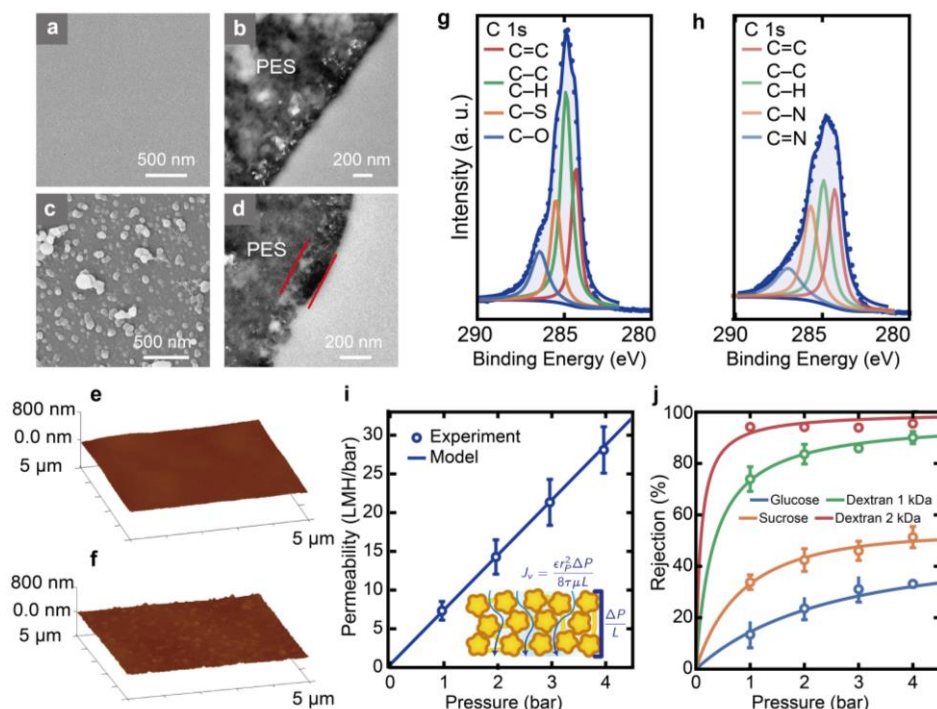 a
500 nm
b
PES
200 nm
c
500 nm
d
PES
200 nm
e
800 nm
0.0 nm
5 µm
5 µm
f
800 nm
0.0 nm
5 µm
5 µm
g
C 1s
C=C
C–C
C–H
C–S
C–O
Intensity (a. u.)
290 285 280
Binding Energy (eV)
h
C 1s
C=C
C–C
C–H
C–N
C=N
290 285 280
Binding Energy (eV)
i
Permeability (LMH/bar)
30
25
20
15
10
5
0
Experiment
Model
J_v = ϵr_p^2ΔP / 8τμL
ΔP
L
0 1 2 3 4
Pressure (bar)
j
Rejection (%)
100
80
60
40
20
0
Glucose Dextran 1 kDa
Sucrose Dextran 2 kDa
0 1 2 3 4
Pressure (bar)